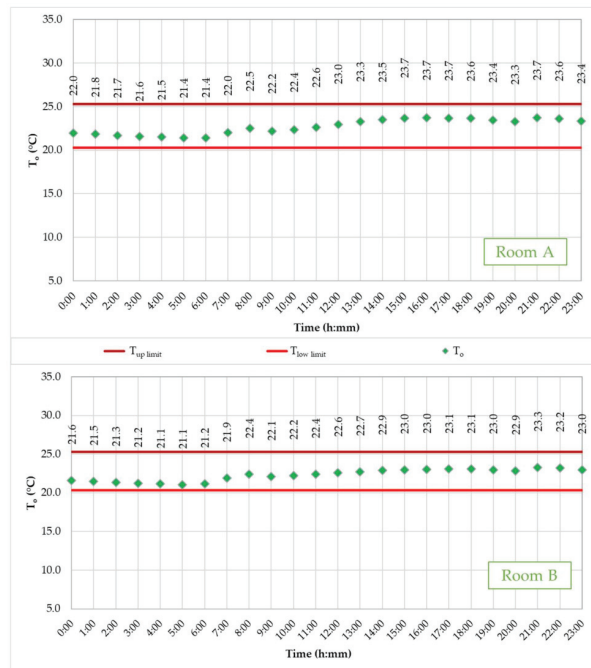 35.0
30.0
25.0
20.0
15.0
10.0
5.0
T₀ (°C)
22.0 21.8 21.7 21.6 21.5 21.4 21.4 22.0 22.5 22.2 22.4 22.6 23.0 23.3 23.5 23.7 23.7 23.7 23.6 23.4 23.3 23.7 23.6 23.4
Room A
0:00 1:00 2:00 3:00 4:00 5:00 6:00 7:00 8:00 9:00 10:00 11:00 12:00 13:00 14:00 15:00 16:00 17:00 18:00 19:00 20:00 21:00 22:00 23:00
Time (h:mm)
T up limit T low limit Tₒ
35.0
30.0
25.0
20.0
15.0
10.0
5.0
Tₒ (°C)
21.6 21.5 21.3 21.2 21.1 21.1 21.2 21.9 22.4 22.1 22.2 22.4 22.6 22.7 22.9 23.0 23.0 23.1 23.1 23.0 22.9 23.3 23.2 23.0
Room B
0:00 1:00 2:00 3:00 4:00 5:00 6:00 7:00 8:00 9:00 10:00 11:00 12:00 13:00 14:00 15:00 16:00 17:00 18:00 19:00 20:00 21:00 22:00 23:00
Time (h:mm)